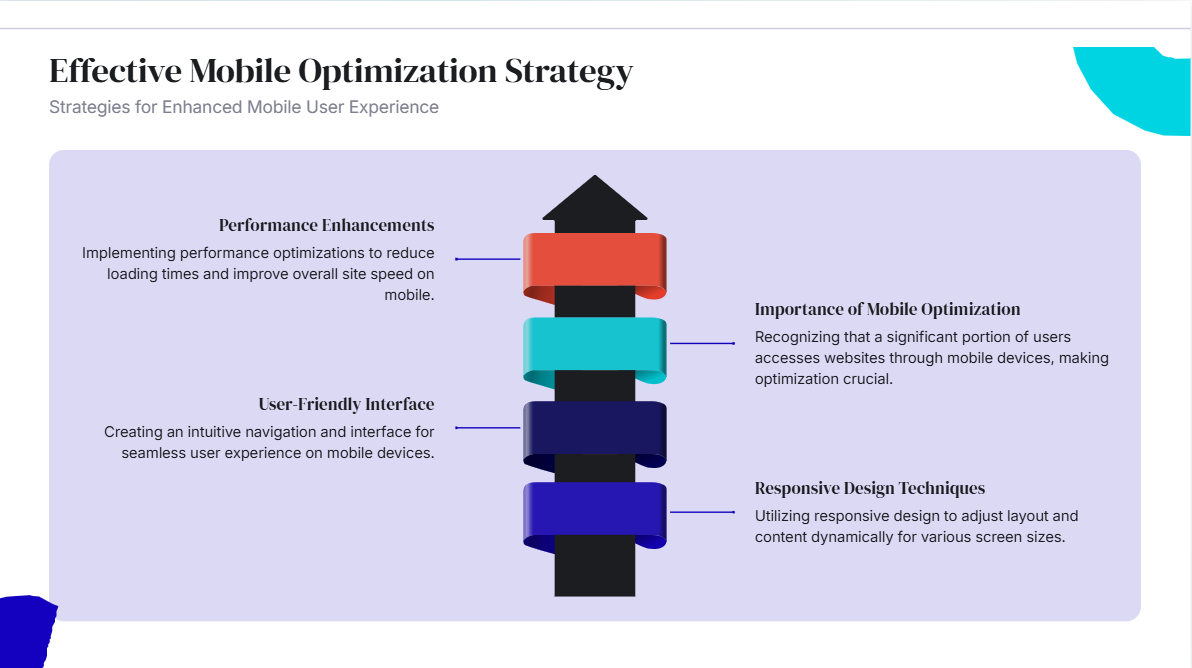 Effective Mobile Optimization Strategy
Strategies for Enhanced Mobile User Experience
Performance Enhancements
Implementing performance optimizations to reduce
loading times and improve overall site speed on
mobile.
Importance of Mobile Optimization
Recognizing that a significant portion of users
accesses websites through mobile devices, making
optimization crucial.
User-Friendly Interface
Creating an intuitive navigation and interface for
seamless user experience on mobile devices.
Responsive Design Techniques
Utilizing responsive design to adjust layout and
content dynamically for various screen sizes.